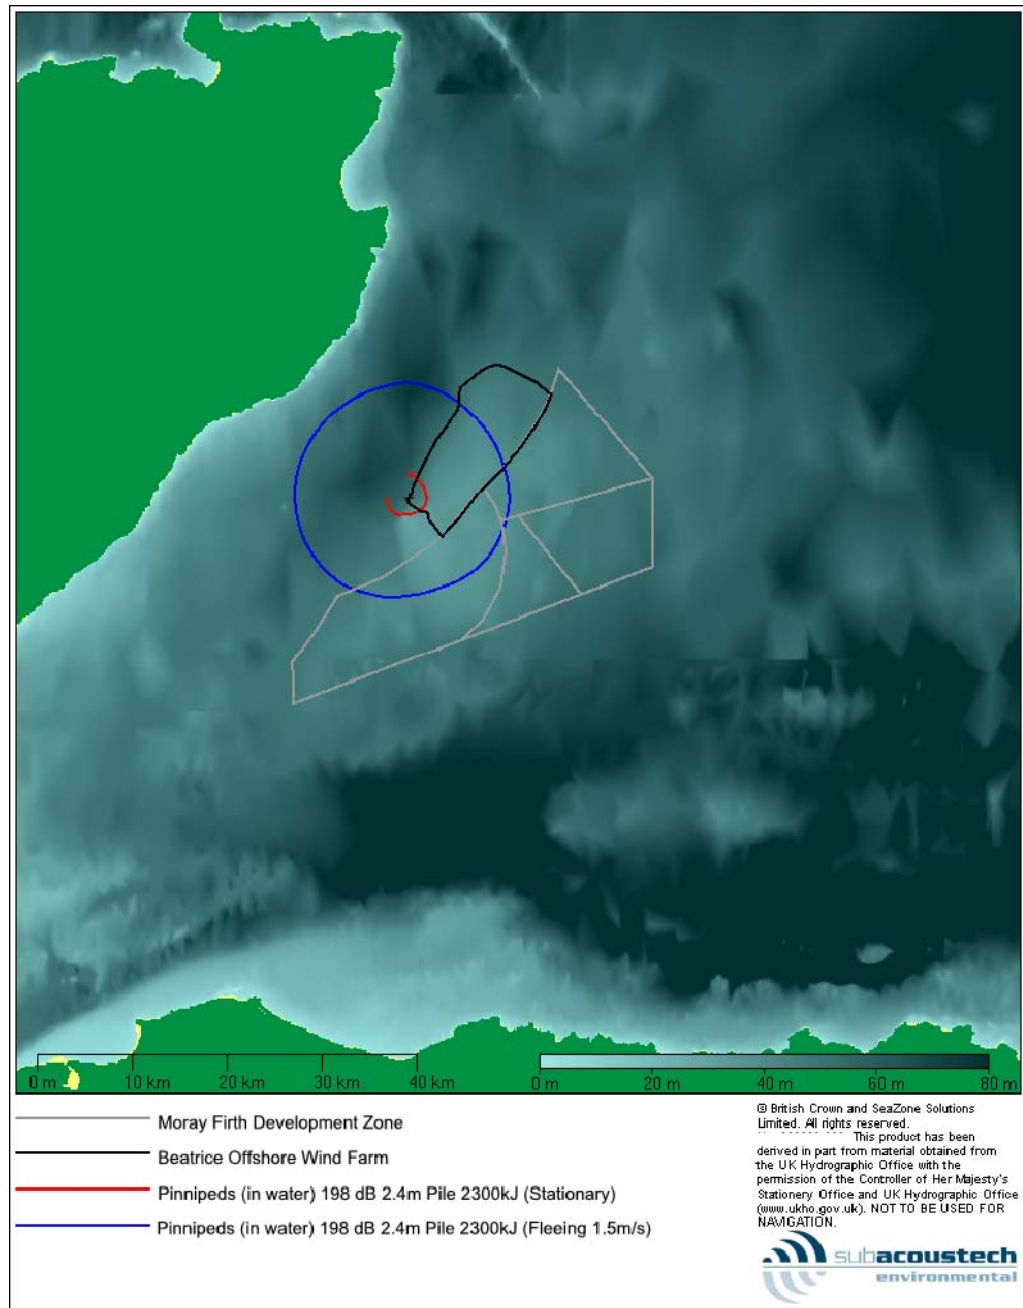 0 m 10 km 20 km 30 km 40 km
0 m 20 m 40 m 60 m 80 m
Moray Firth Development Zone
Beatrice Offshore Wind Farm
Pinnipeds (in water) 198 dB 2.4m Pile 2300kJ (Stationary)
Pinnipeds (in water) 198 dB 2.4m Pile 2300kJ (Fleeing 1.5m/s)
© British Crown and SeaZone Solutions
Limited. All rights reserved.
This product has been
derived in part from material obtained from
the UK Hydrographic Office with the
permission of the Controller of Her Majesty's
Stationery Office and UK Hydrographic Office
(www.ukho.gov.uk). NOT TO BE USED FOR
NAVIGATION.
subacoustech
environmental